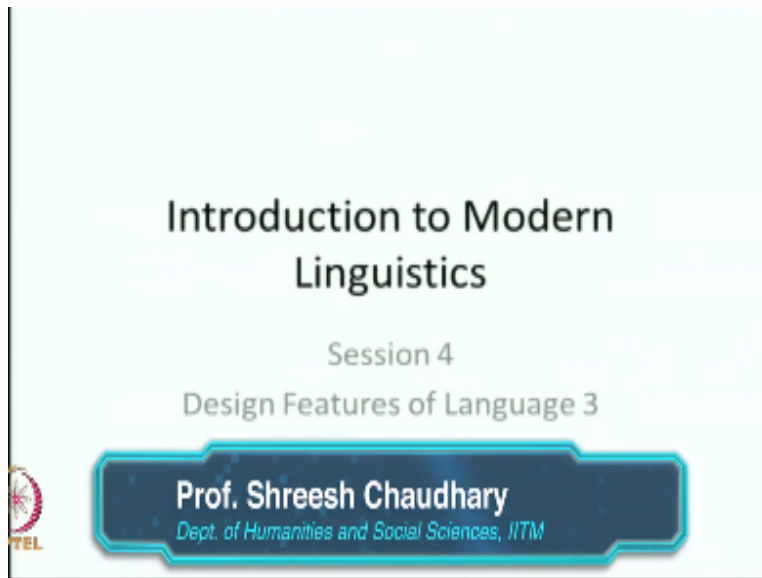 Introduction to Modern
Linguistics
Session 4
Design Features of Language 3
Prof. Shreesh Chaudhary
Dept. of Humanities and Social Sciences, IITM
TEL